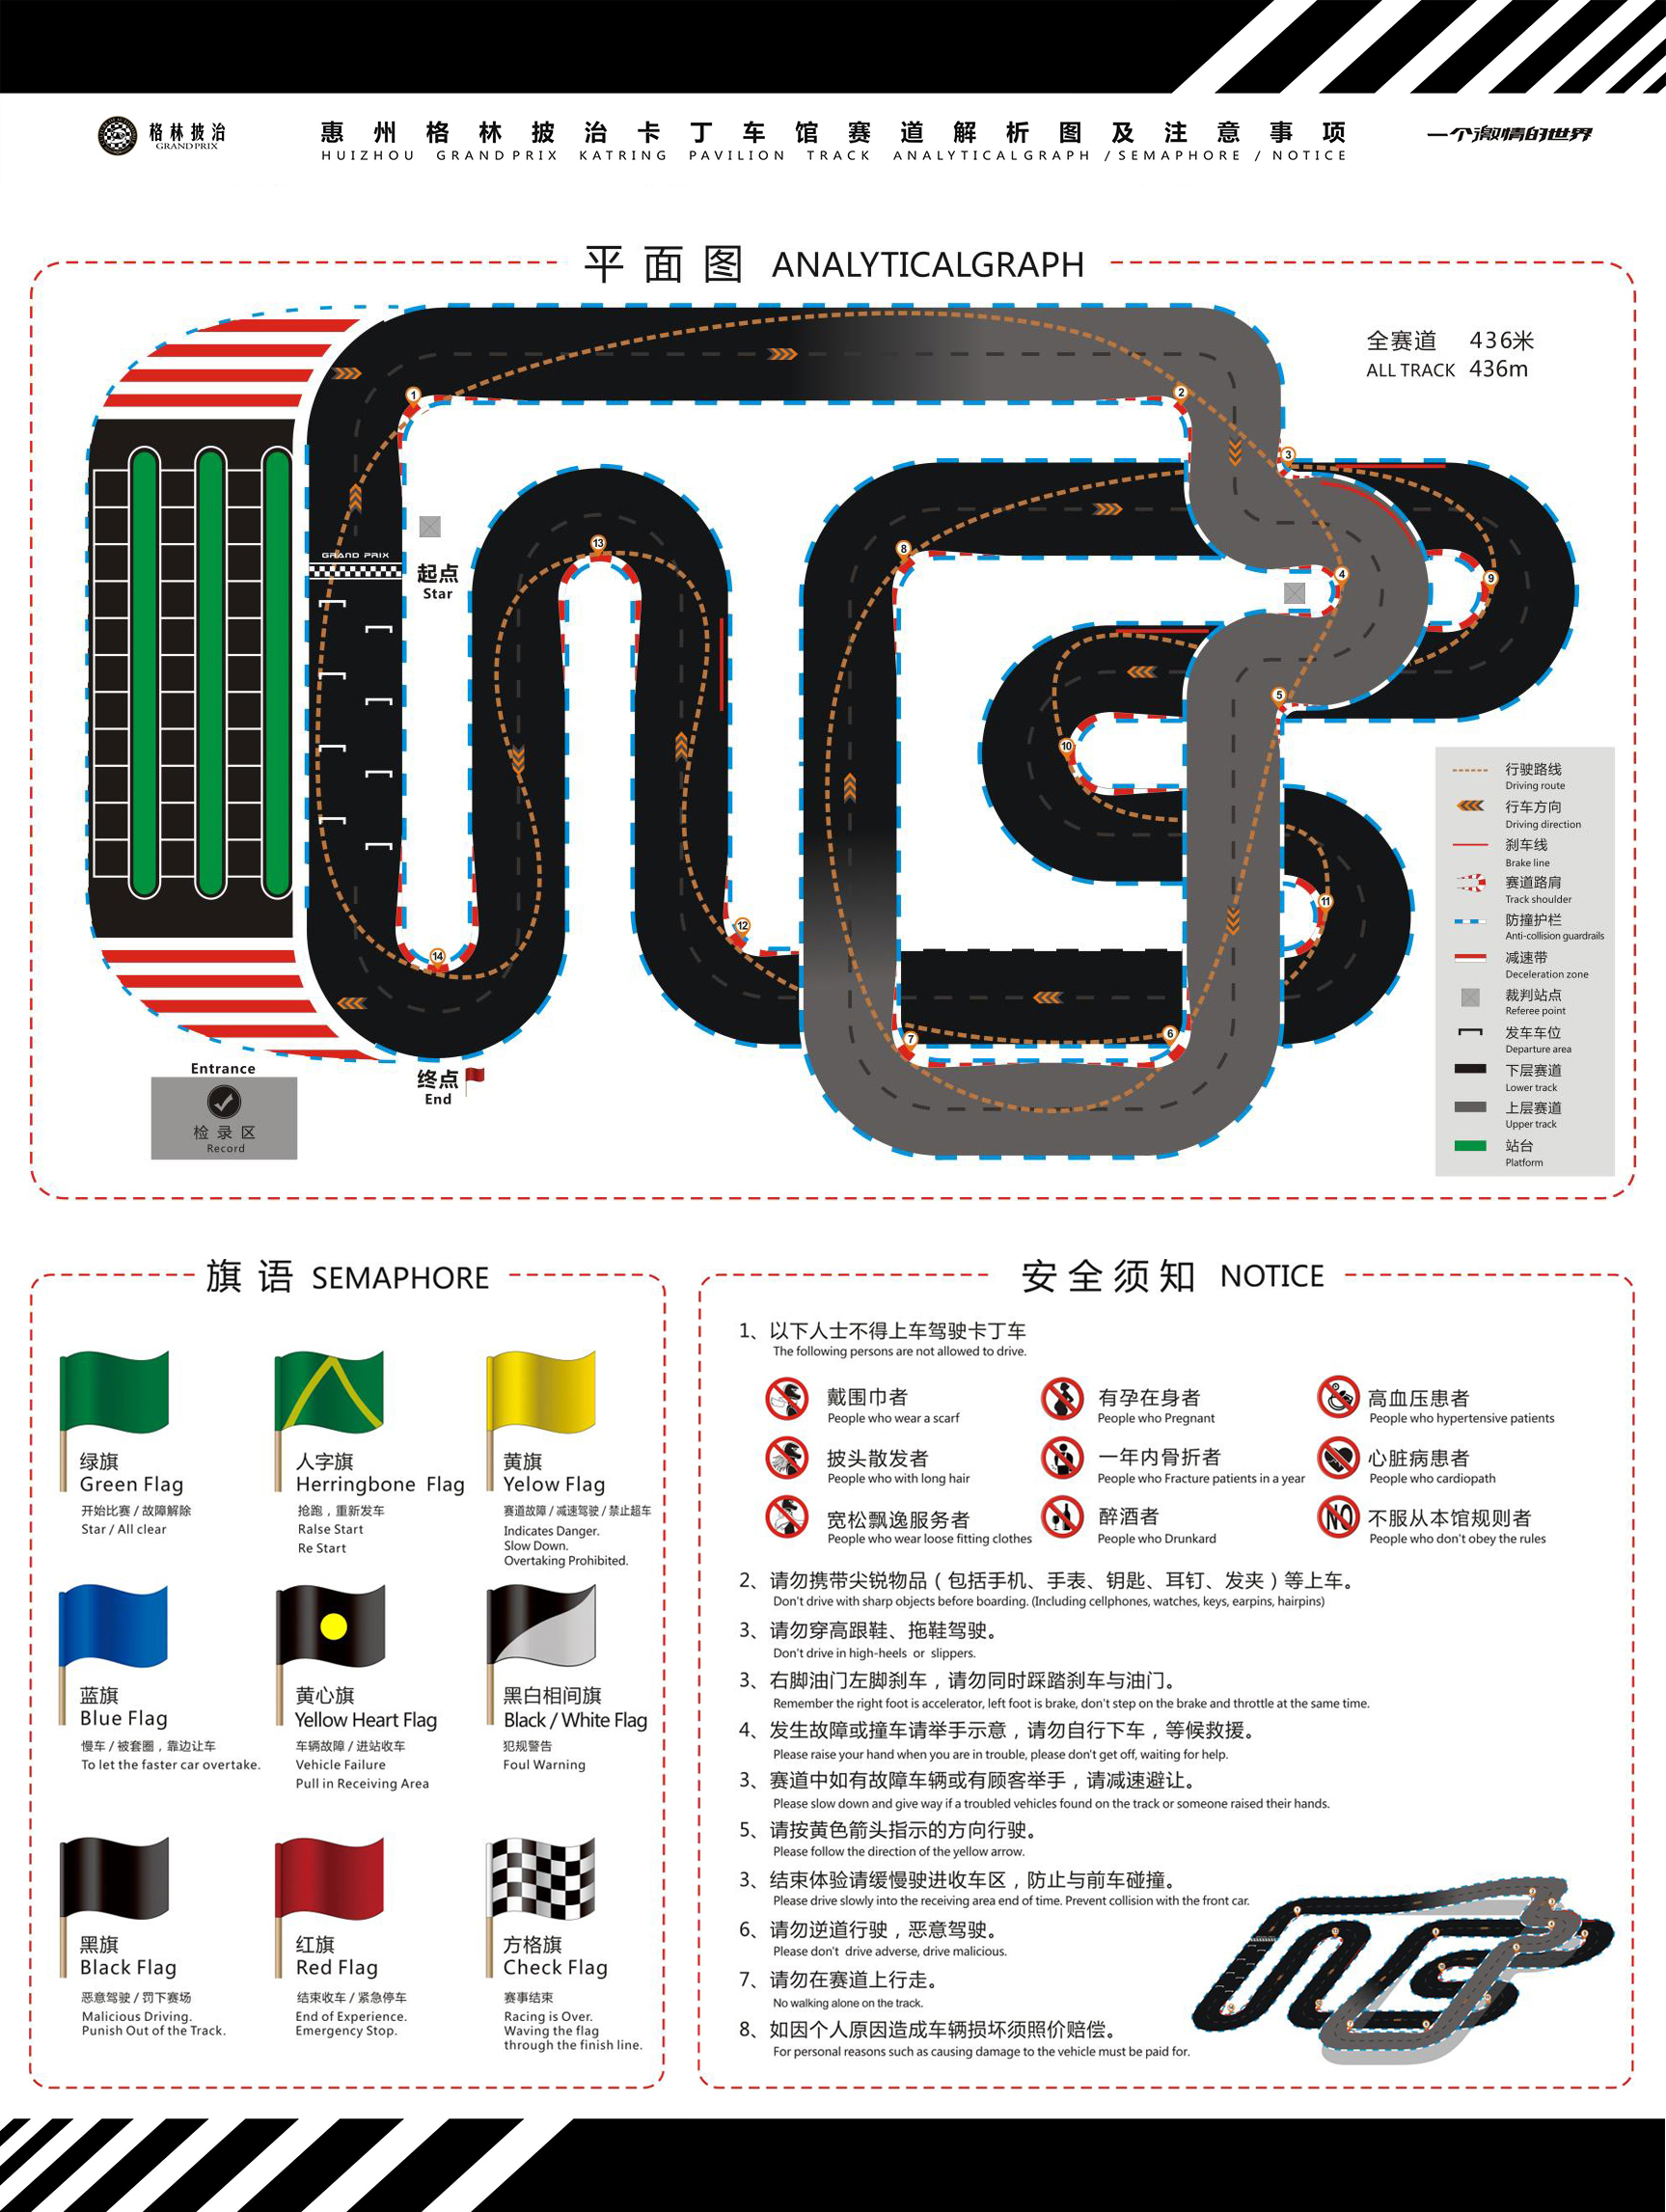 格林披治
GRAND PRIX
惠州格林披治卡丁车馆赛道解析图及注意事项
HUIZHOU GRAND PRIX KATRING PAVILION TRACK ANALYTICALGRAPH / SEMAPHORE / NOTICE
一个激情的世界
平面图 ANALYTICALGRAPH
全赛道 436米
ALL TRACK 436m
1
2
3
4
5
6
7
8
9
10
11
12
13
14
GRAND PRIX
起点
Star
终点
End
Entrance
检录区
Record
行驶路线
Driving route
行车方向
Driving direction
刹车线
Brake line
赛道路肩
Track shoulder
防撞护栏
Anti-collision guardrails
减速带
Deceleration zone
裁判站点
Referee point
发车车位
Departure area
下层赛道
Lower track
上层赛道
Upper track
站台
Platform
旗语 SEMAPHORE
绿旗
Green Flag
开始比赛 / 故障解除
Star / All clear
人字旗
Herringbone Flag
抢跑，重新发车
Ralse Start
Re Start
黄旗
Yelow Flag
赛道故障 / 减速驾驶 / 禁止超车
Indicates Danger.
Slow Down.
Overtaking Prohibited.
蓝旗
Blue Flag
慢车 / 被套圈，靠边让车
To let the faster car overtake.
黄心旗
Yellow Heart Flag
车辆故障 / 进站收车
Vehicle Failure
Pull in Receiving Area
黑白相间旗
Black / White Flag
犯规警告
Foul Warning
黑旗
Black Flag
恶意驾驶 / 罚下赛场
Malicious Driving.
Punish Out of the Track.
红旗
Red Flag
结束收车 / 紧急停车
End of Experience.
Emergency Stop.
方格旗
Check Flag
赛事结束
Racing is Over.
Waving the flag
through the finish line.
安全须知 NOTICE
1、以下人士不得上车驾驶卡丁车
The following persons are not allowed to drive.
戴围巾者
People who wear a scarf
有孕在身者
People who Pregnant
高血压患者
People who hypertensive patients
披头散发者
People who with long hair
一年内骨折者
People who Fracture patients in a year
心脏病患者
People who cardiopath
宽松飘逸服务者
People who wear loose fitting clothes
醉酒者
People who Drunkard
NO
不服从本馆规则者
People who don't obey the rules
2、请勿携带尖锐物品（包括手机、手表、钥匙、耳钉、发夹）等上车。
Don't drive with sharp objects before boarding. (Including cellphones, watches, keys, earpins, hairpins)
3、请勿穿高跟鞋、拖鞋驾驶。
Don't drive in high-heels or slippers.
3、右脚油门左脚刹车，请勿同时踩踏刹车与油门。
Remember the right foot is accelerator, left foot is brake, don't step on the brake and throttle at the same time.
4、发生故障或撞车请举手示意，请勿自行下车，等候救援。
Please raise your hand when you are in trouble, please don't get off, waiting for help.
3、赛道中如有故障车辆或有顾客举手，请减速避让。
Please slow down and give way if a troubled vehicles found on the track or someone raised their hands.
5、请按黄色箭头指示的方向行驶。
Please follow the direction of the yellow arrow.
3、结束体验请缓慢驶进收车区，防止与前车碰撞。
Please drive slowly into the receiving area end of time. Prevent collision with the front car.
6、请勿逆道行驶，恶意驾驶。
Please don't drive adverse, drive malicious.
7、请勿在赛道上行走。
No walking alone on the track.
8、如因个人原因造成车辆损坏须照价赔偿。
For personal reasons such as causing damage to the vehicle must be paid for.